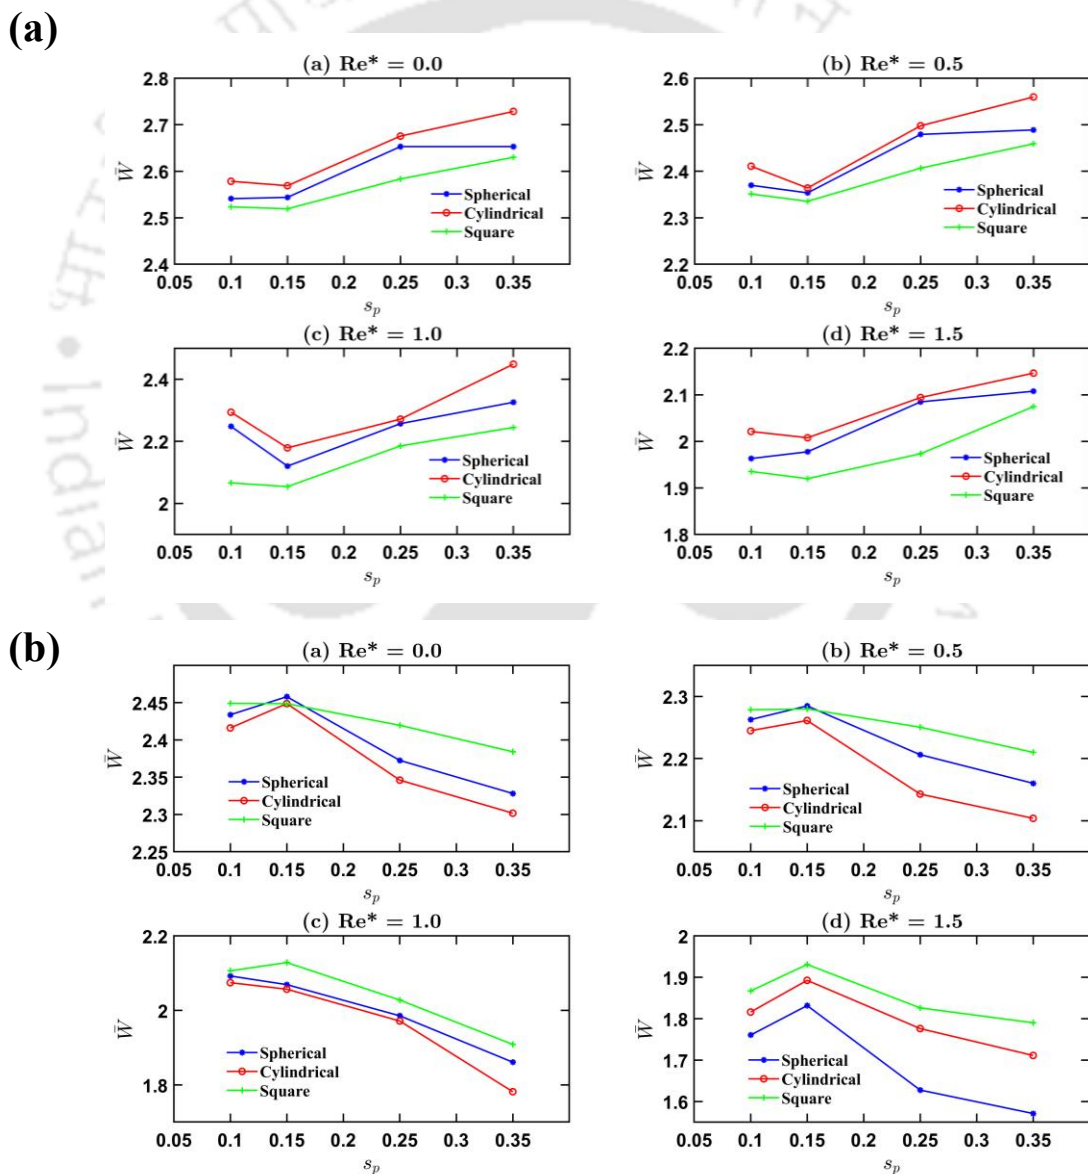 (a)
(a) Re* = 0.0
2.8
2.7
2.6
2.5
2.4
W̄
Spherical
Cylindrical
Square
0.05 0.1 0.15 0.2 0.25 0.3 0.35
s_p
(b) Re* = 0.5
2.6
2.5
2.4
2.3
2.2
W̄
Spherical
Cylindrical
Square
0.05 0.1 0.15 0.2 0.25 0.3 0.35
s_p
(c) Re* = 1.0
2.4
2.2
2
W̄
Spherical
Cylindrical
Square
0.05 0.1 0.15 0.2 0.25 0.3 0.35
s_p
(d) Re* = 1.5
2.2
2.1
2
1.9
1.8
W̄
Spherical
Cylindrical
Square
0.05 0.1 0.15 0.2 0.25 0.3 0.35
s_p
Indian
(b)
(a) Re* = 0.0
2.45
2.4
2.35
2.3
2.25
W̄
Spherical
Cylindrical
Square
0.05 0.1 0.15 0.2 0.25 0.3 0.35
s_p
(b) Re* = 0.5
2.3
2.2
2.1
W̄
Spherical
Cylindrical
Square
0.05 0.1 0.15 0.2 0.25 0.3 0.35
s_p
(c) Re* = 1.0
2.2
2
1.8
W̄
Spherical
Cylindrical
Square
0.05 0.1 0.15 0.2 0.25 0.3 0.35
s_p
(d) Re* = 1.5
2
1.9
1.8
1.7
1.6
W̄
Spherical
Cylindrical
Square
0.05 0.1 0.15 0.2 0.25 0.3 0.35
s_p